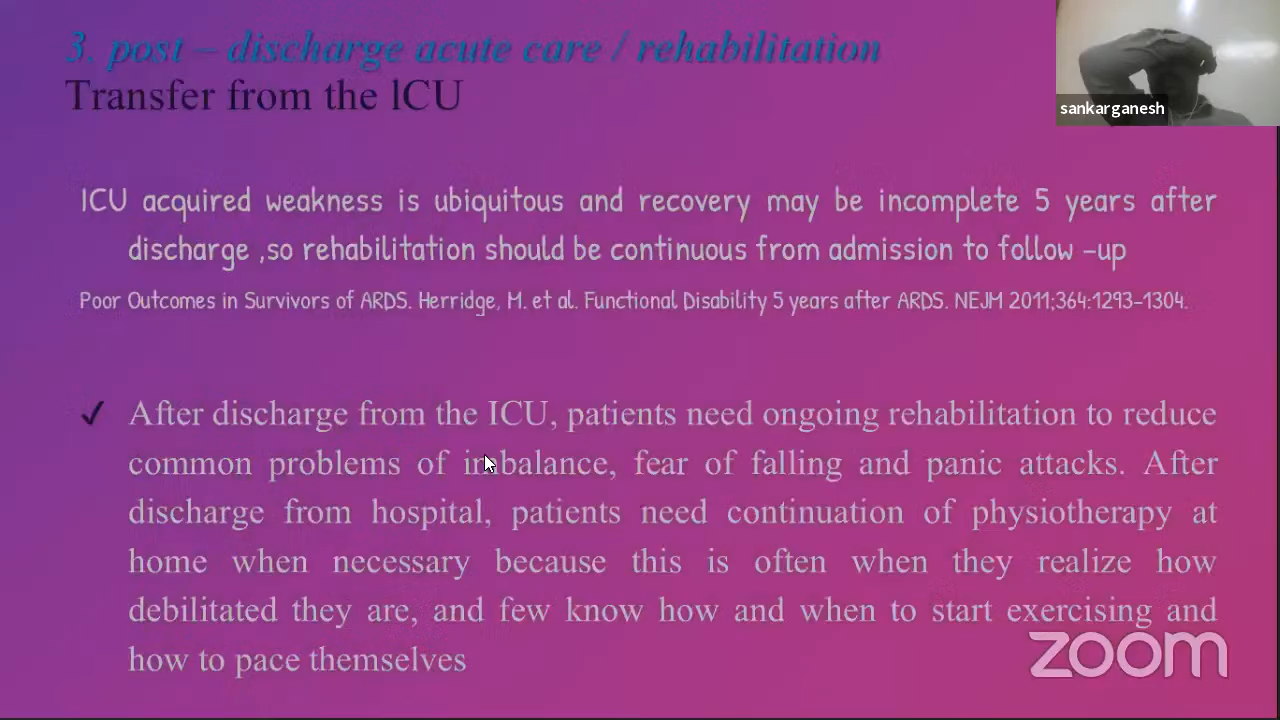 3. post – discharge acute care / rehabilitation
Transfer from the lCU
sankarganesh
ICU acquired weakness is ubiquitous and recovery may be incomplete 5 years after
discharge ,so rehabilitation should be continuous from admission to follow –up
Poor Outcomes in Survivors of ARDS. Herridge, M. et al. Functional Disability 5 years after ARDS. NEJM 2011;364:1293–1304.
✓ After discharge from the ICU, patients need ongoing rehabilitation to reduce
common problems of imbalance, fear of falling and panic attacks. After
discharge from hospital, patients need continuation of physiotherapy at
home when necessary because this is often when they realize how
debilitated they are, and few know how and when to start exercising and
how to pace themselves
zoom